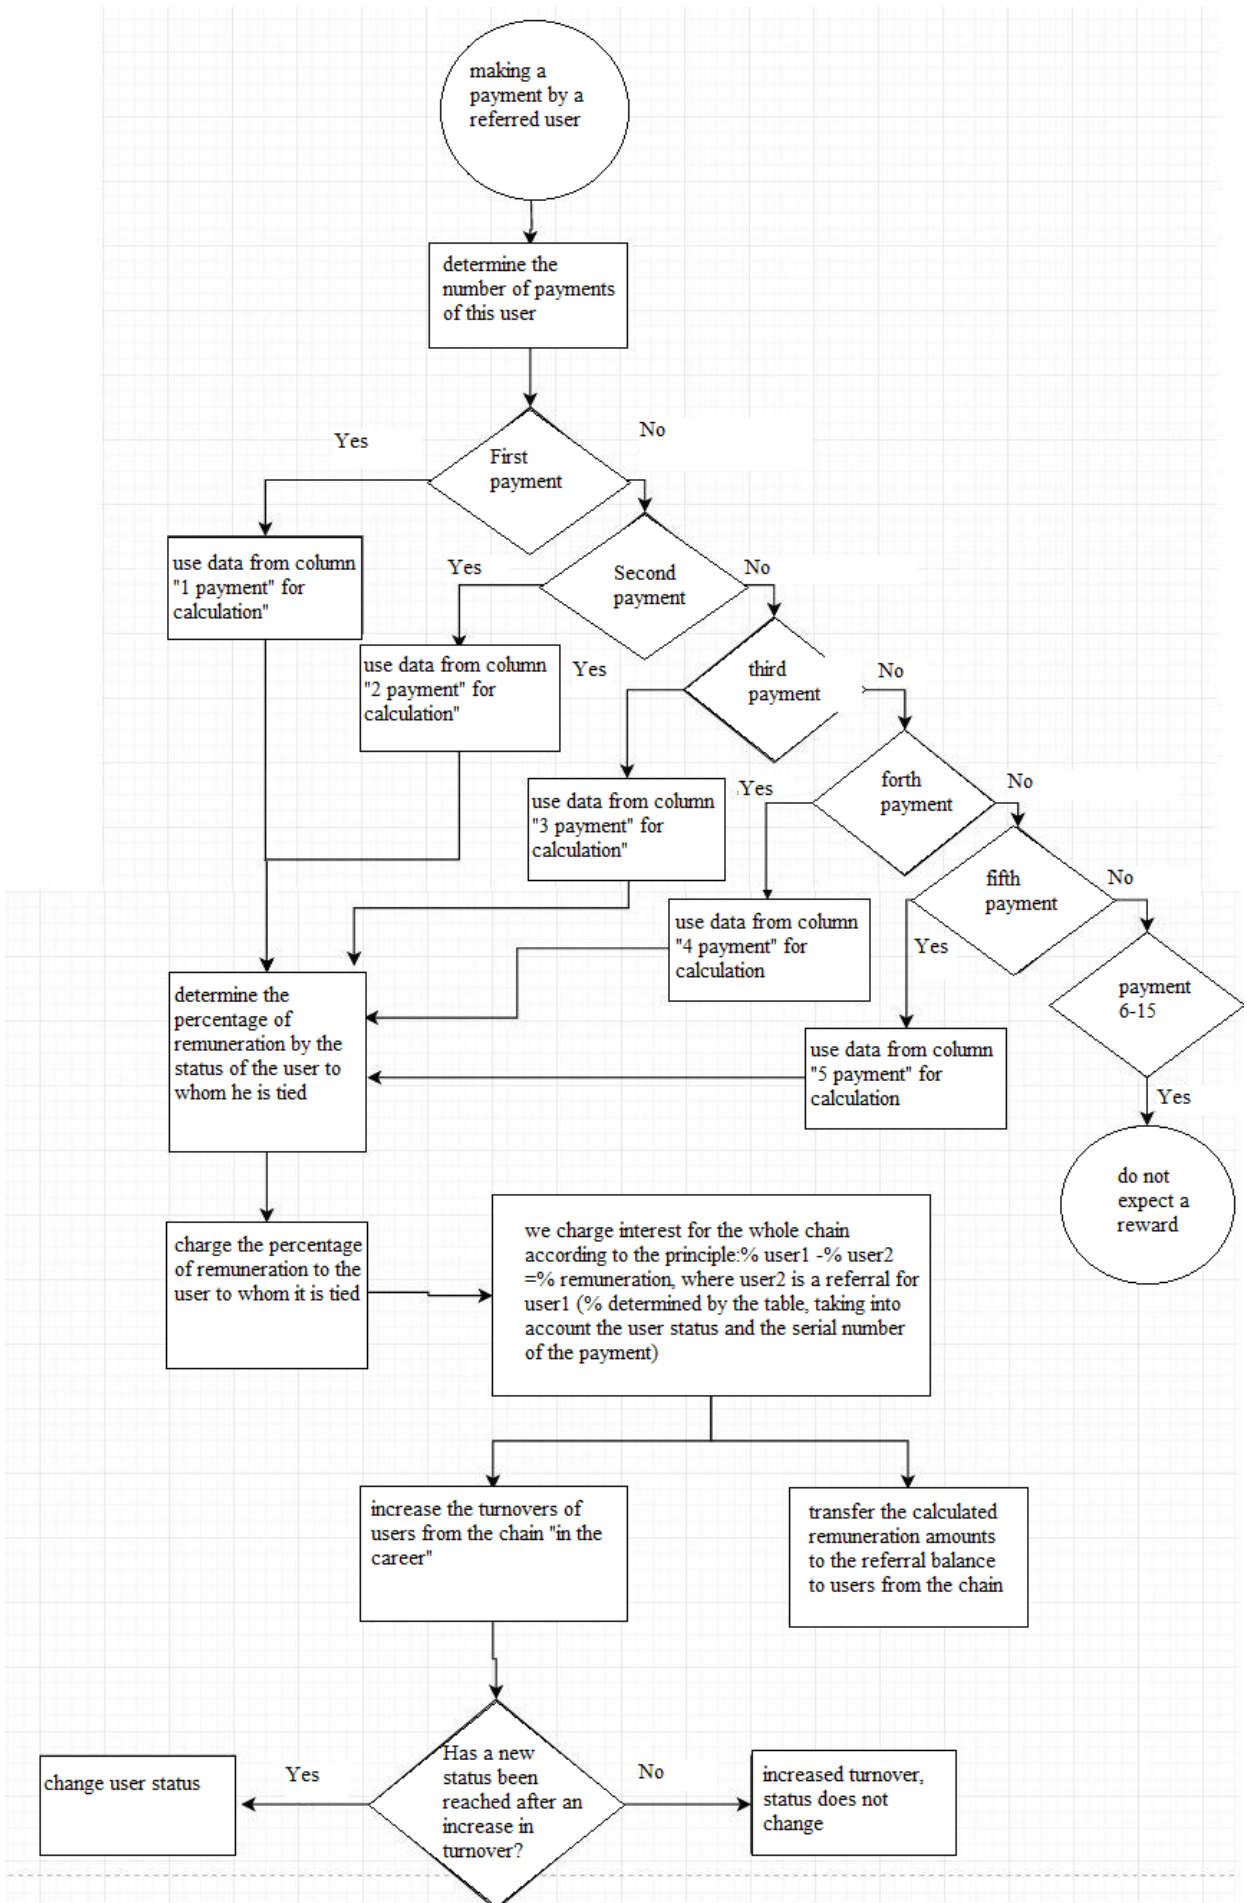 making a
payment by a
referred user
determine the
number of payments
of this user
Yes
No
First
payment
use data from column
"1 payment" for
calculation"
Yes
No
Second
payment
use data from column
"2 payment" for
calculation"
Yes
No
third
payment
use data from column
"3 payment" for
calculation"
Yes
No
forth
payment
use data from column
"4 payment" for
calculation
No
fifth
payment
Yes
use data from column
"5 payment" for
calculation
payment
6-15
Yes
do not
expect a
reward
determine the
percentage of
remuneration by the
status of the user to
whom he is tied
charge the percentage
of remuneration to the
user to whom it is tied
we charge interest for the whole chain
according to the principle:% user1 -% user2
=% remuneration, where user2 is a referral for
user1 (% determined by the table, taking into
account the user status and the serial number
of the payment)
increase the turnovers of
users from the chain "in the
career"
transfer the calculated
remuneration amounts
to the referral balance
to users from the chain
Has a new
status been
reached after an
increase in
turnover?
Yes
No
change user status
increased turnover,
status does not
change